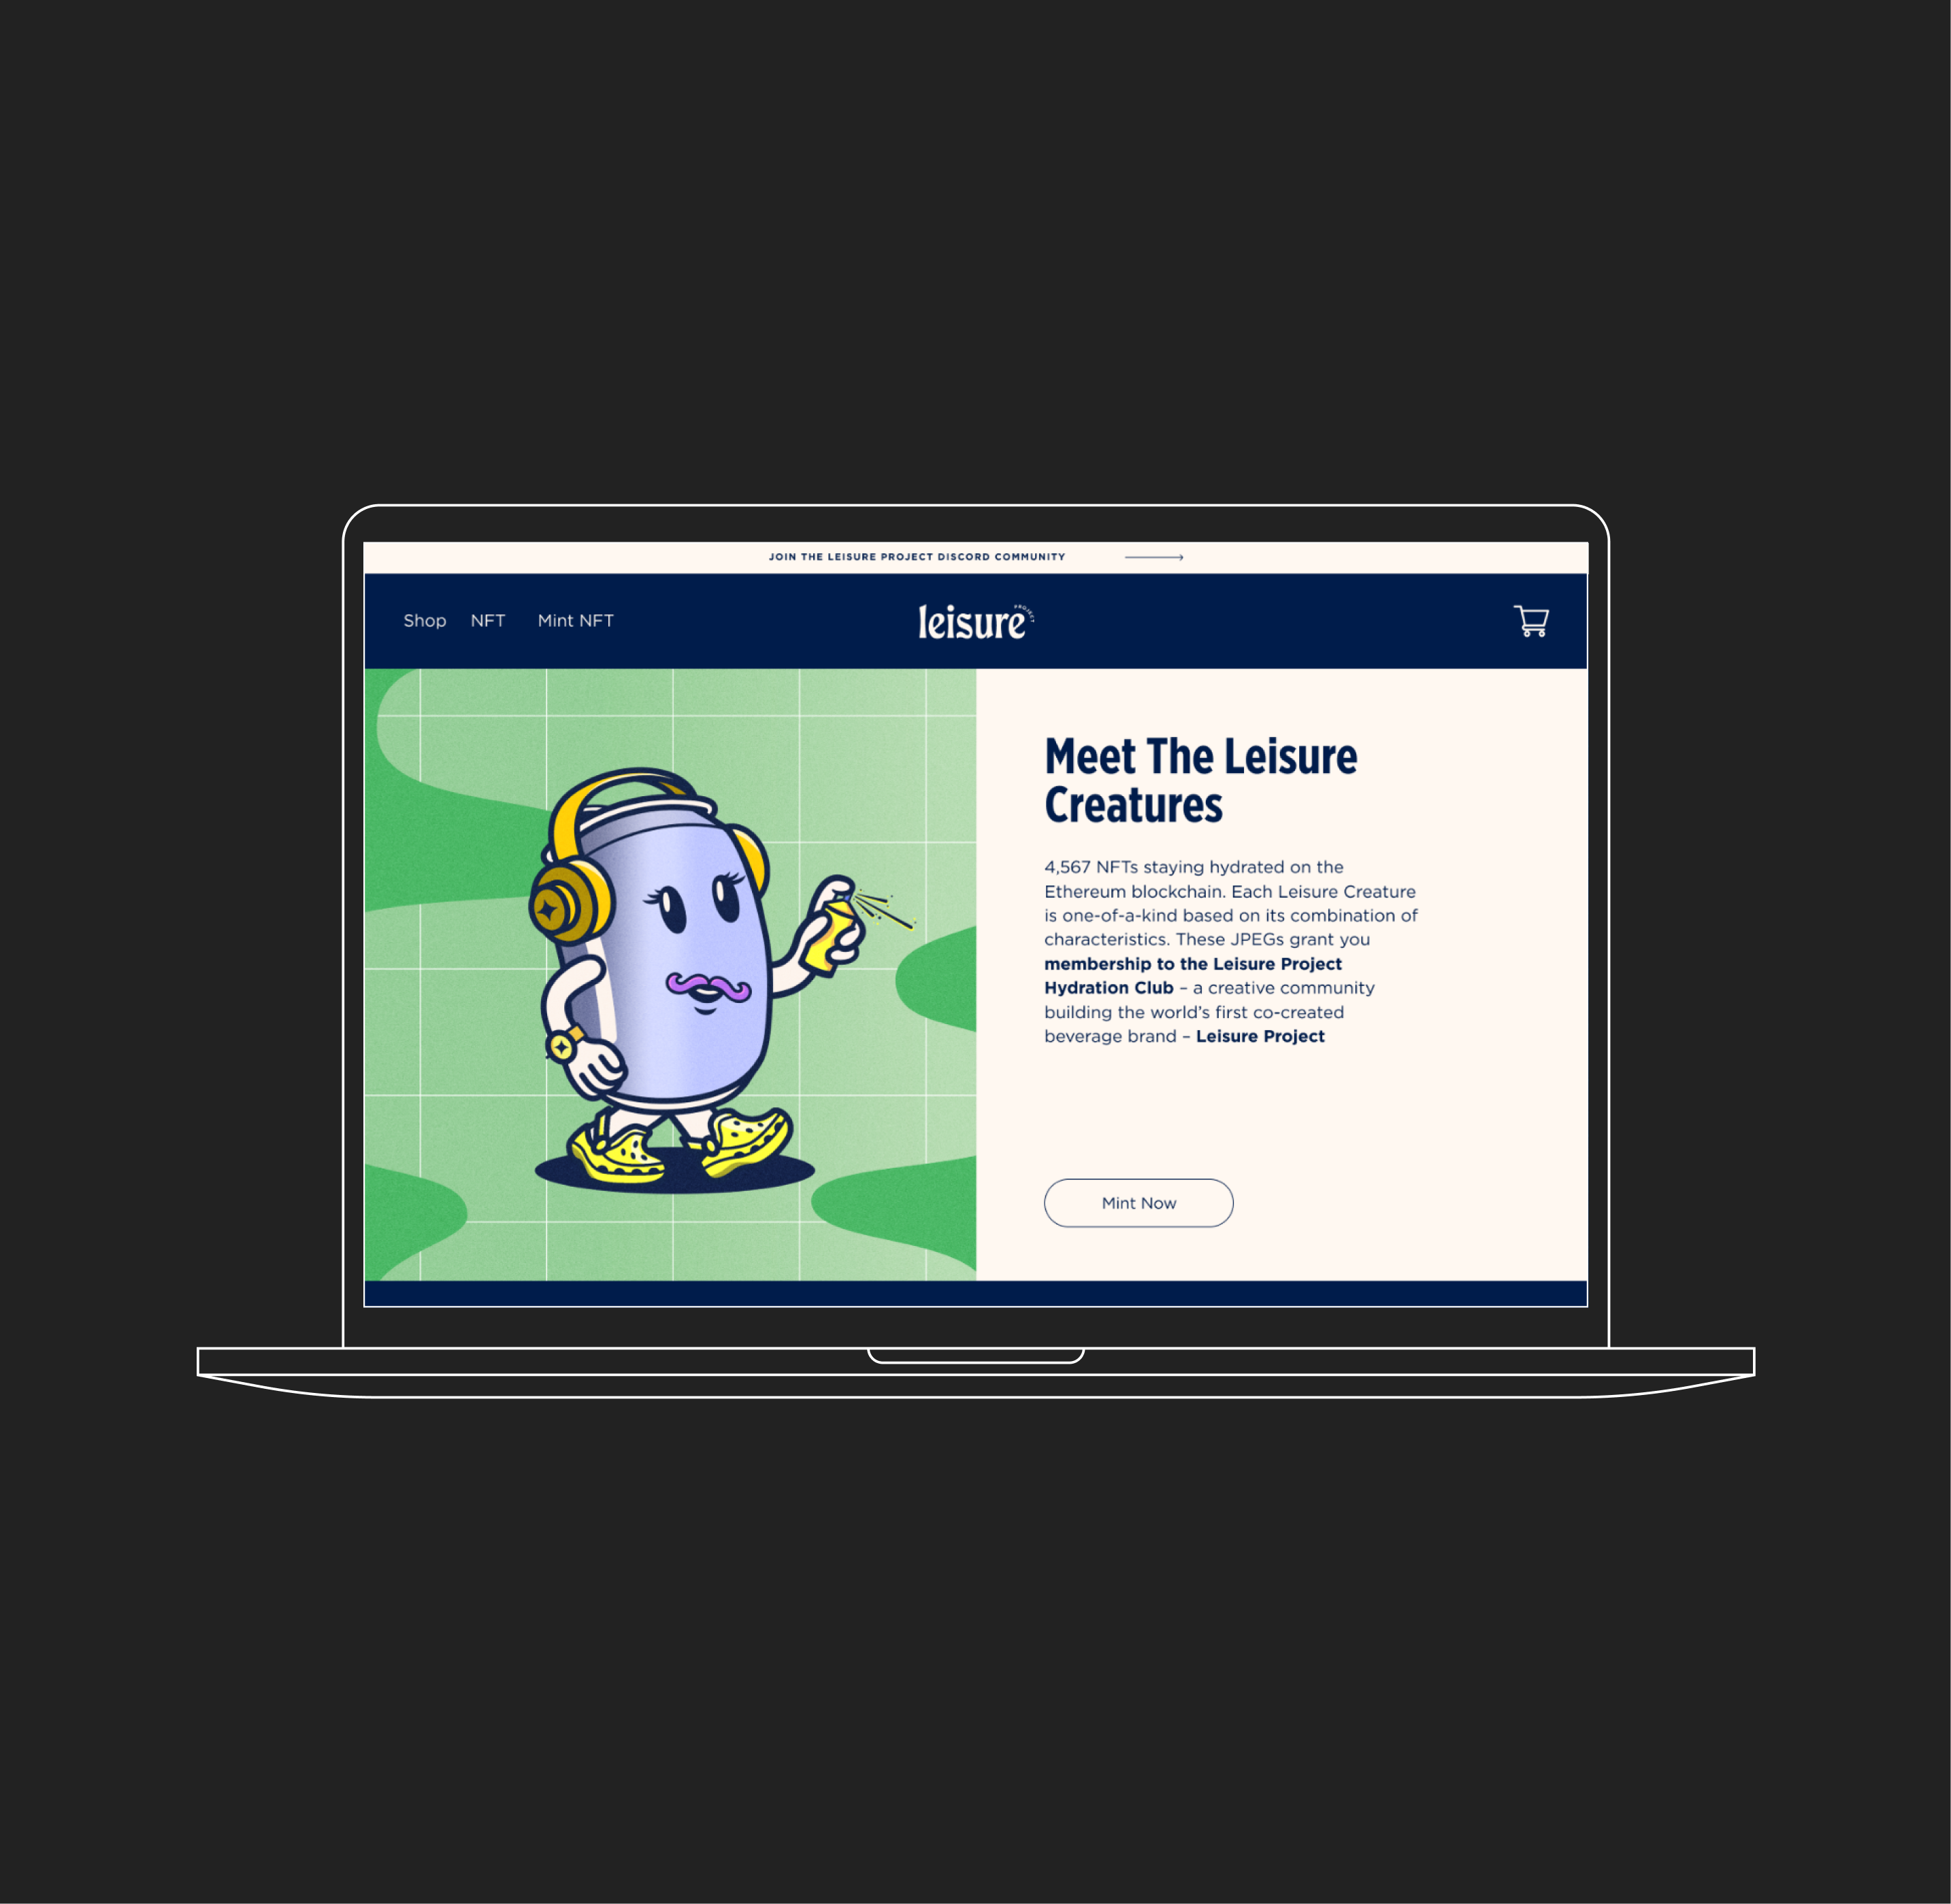 JOIN THE LEISURE PROJECT DISCORD COMMUNITY
Shop NFT Mint NFT
leisure PROJECT
Meet The Leisure
Creatures
4,567 NFTs staying hydrated on the
Ethereum blockchain. Each Leisure Creature
is one-of-a-kind based on its combination of
characteristics. These JPEGs grant you
membership to the Leisure Project
Hydration Club – a creative community
building the world’s first co-created
beverage brand – Leisure Project
Mint Now